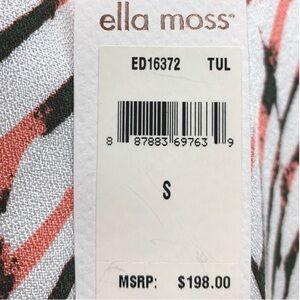 ella moss
ED16372 TUL
8 87883 69763 9
S
MSRP: $198.00